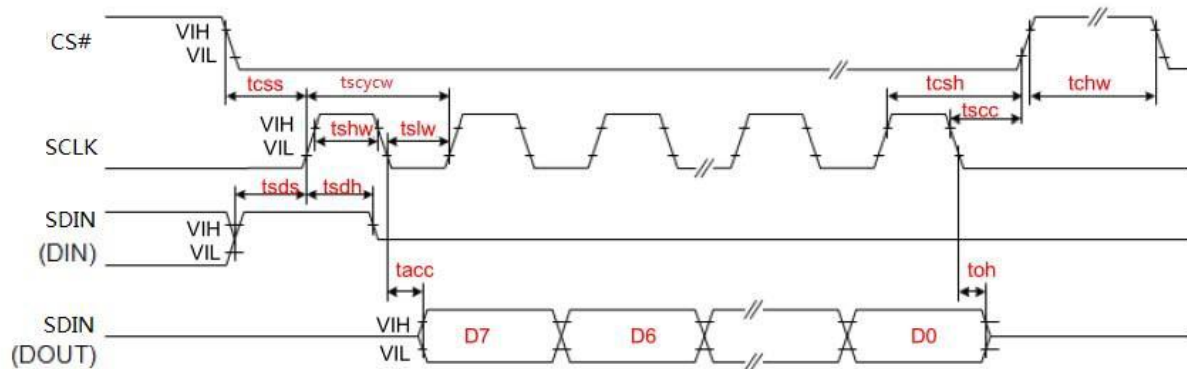 CS#
VIH
VIL
tcss
tscycw
tcsh
tchw
tscc
SCLK
VIH
VIL
tshw
tslw
SDIN
(DIN)
VIH
VIL
tsds
tsdh
tacc
toh
SDIN
(DOUT)
VIH
VIL
D7
D6
D0